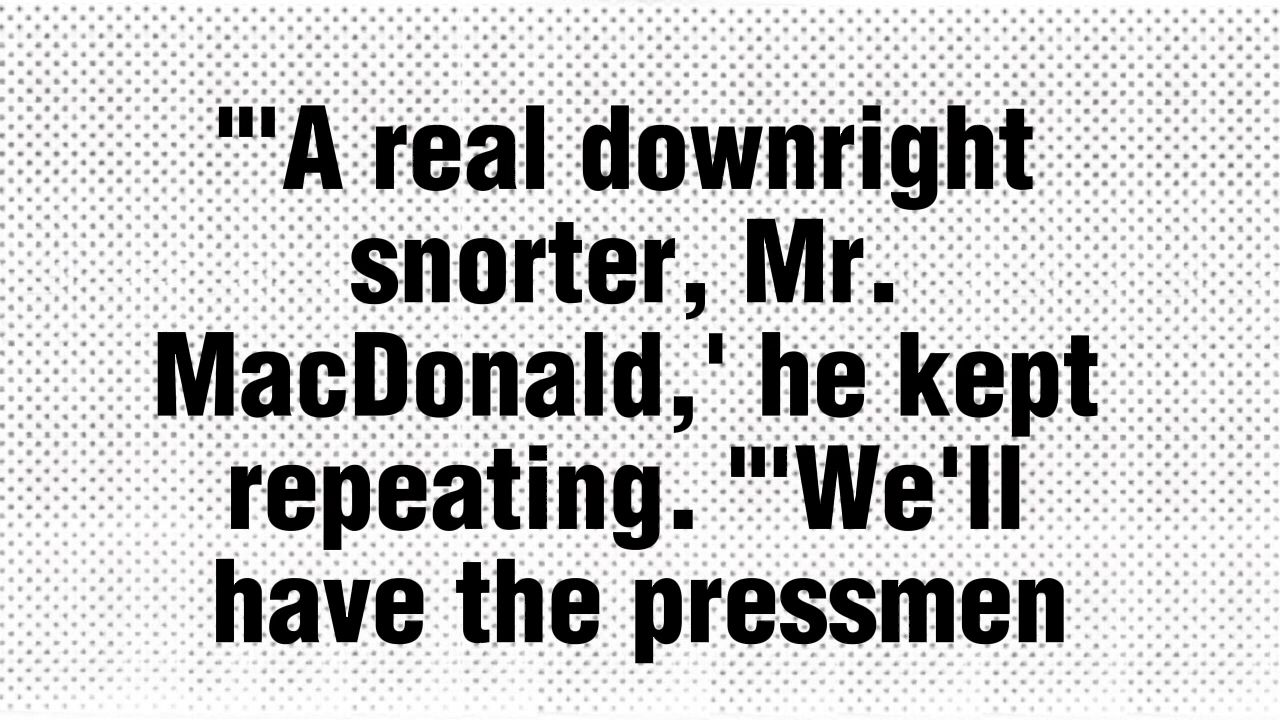 "'A real downright
snorter, Mr.
MacDonald,' he kept
repeating. "'We'll
have the pressmen